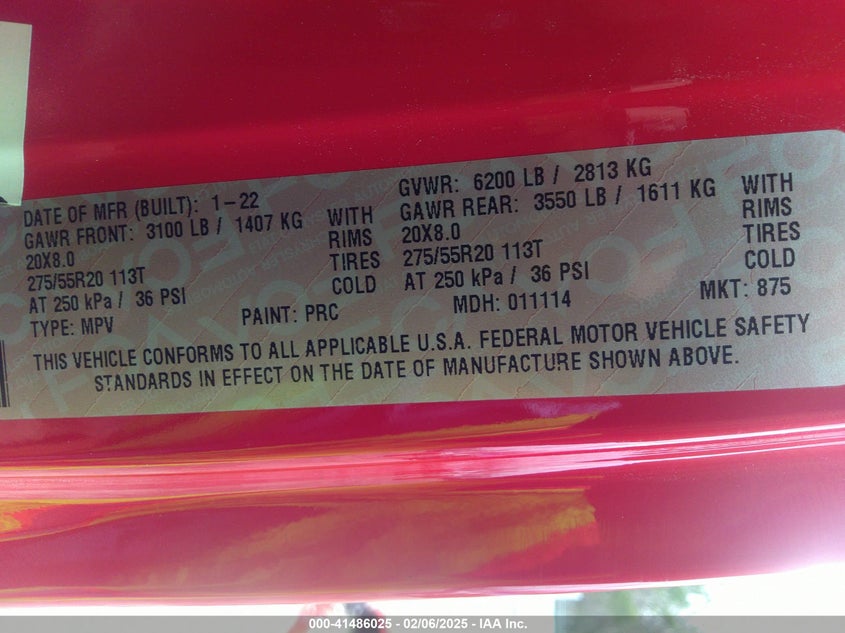 DATE OF MFR (BUILT): 1-22 GVWR: 6200 LB / 2813 KG
GAWR FRONT: 3100 LB / 1407 KG WITH GAWR REAR: 3550 LB / 1611 KG WITH
20X8.0 RIMS 20X8.0 RIMS
275/55R20 113T TIRES 275/55R20 113T TIRES
AT 250 kPa / 36 PSI COLD AT 250 kPa / 36 PSI COLD
TYPE: MPV PAINT: PRC MDH: 011114 MKT: 875
THIS VEHICLE CONFORMS TO ALL APPLICABLE U.S.A. FEDERAL MOTOR VEHICLE SAFETY
STANDARDS IN EFFECT ON THE DATE OF MANUFACTURE SHOWN ABOVE.
000-41486025 - 02/06/2025 - IAA Inc.